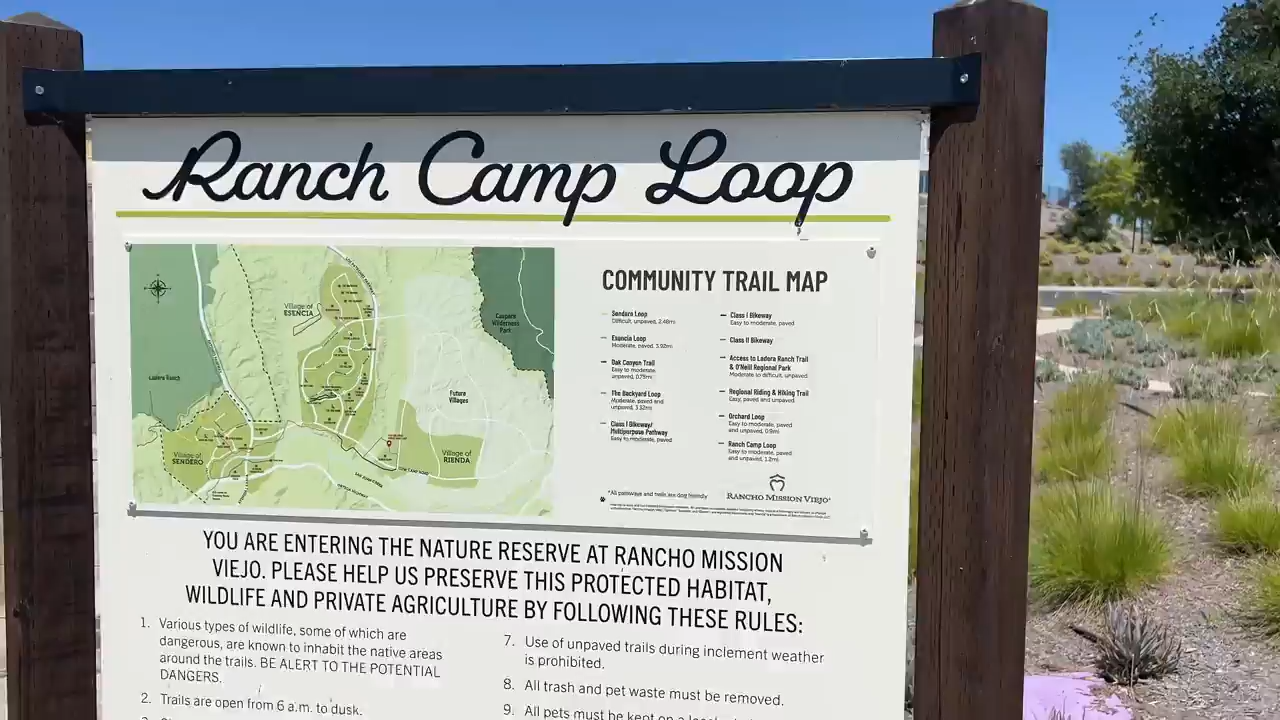 Ranch Camp Loop
COMMUNITY TRAIL MAP
Village of
ESENCIA
Caspers
Wilderness
Park
Ladera Ranch
Future
Villages
Village of
SENDERO
Village of
RIENDA
Sendero Loop
Difficult, unpaved, 2.46mi
Esencia Loop
Moderate, paved, 3.92mi
Oak Canyon Trail
Easy to moderate,
unpaved, 0.79mi
The Backyard Loop
Moderate, paved and
unpaved, 3.52mi
Class I Bikeway/
Multipurpose Pathway
Easy to moderate, paved
Class I Bikeway
Easy to moderate, paved
Class II Bikeway
Access to Ladera Ranch Trail
& O'Neill Regional Park
Moderate to difficult, unpaved
Regional Riding & Hiking Trail
Easy, paved and unpaved
Orchard Loop
Easy to moderate, paved
and unpaved, 0.9mi
Ranch Camp Loop
Easy to moderate, paved
and unpaved, 1.2mi
*All pathways and trails are dog friendly
RANCHO MISSION VIEJO
YOU ARE ENTERING THE NATURE RESERVE AT RANCHO MISSION
VIEJO. PLEASE HELP US PRESERVE THIS PROTECTED HABITAT,
WILDLIFE AND PRIVATE AGRICULTURE BY FOLLOWING THESE RULES:
1. Various types of wildlife, some of which are
dangerous, are known to inhabit the native areas
around the trails. BE ALERT TO THE POTENTIAL
DANGERS.
2. Trails are open from 6 a.m. to dusk.
7. Use of unpaved trails during inclement weather
is prohibited.
8. All trash and pet waste must be removed.
9. All pets must be kept on a